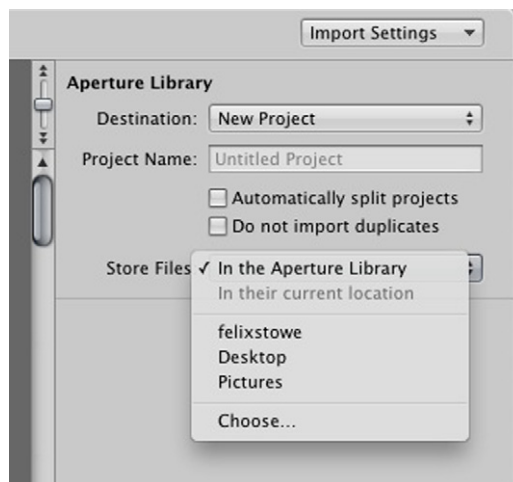 Import Settings
Aperture Library
Destination: New Project
Project Name: Untitled Project
Automatically split projects
Do not import duplicates
Store Files ✓ In the Aperture Library
In their current location
felixstowe
Desktop
Pictures
Choose...